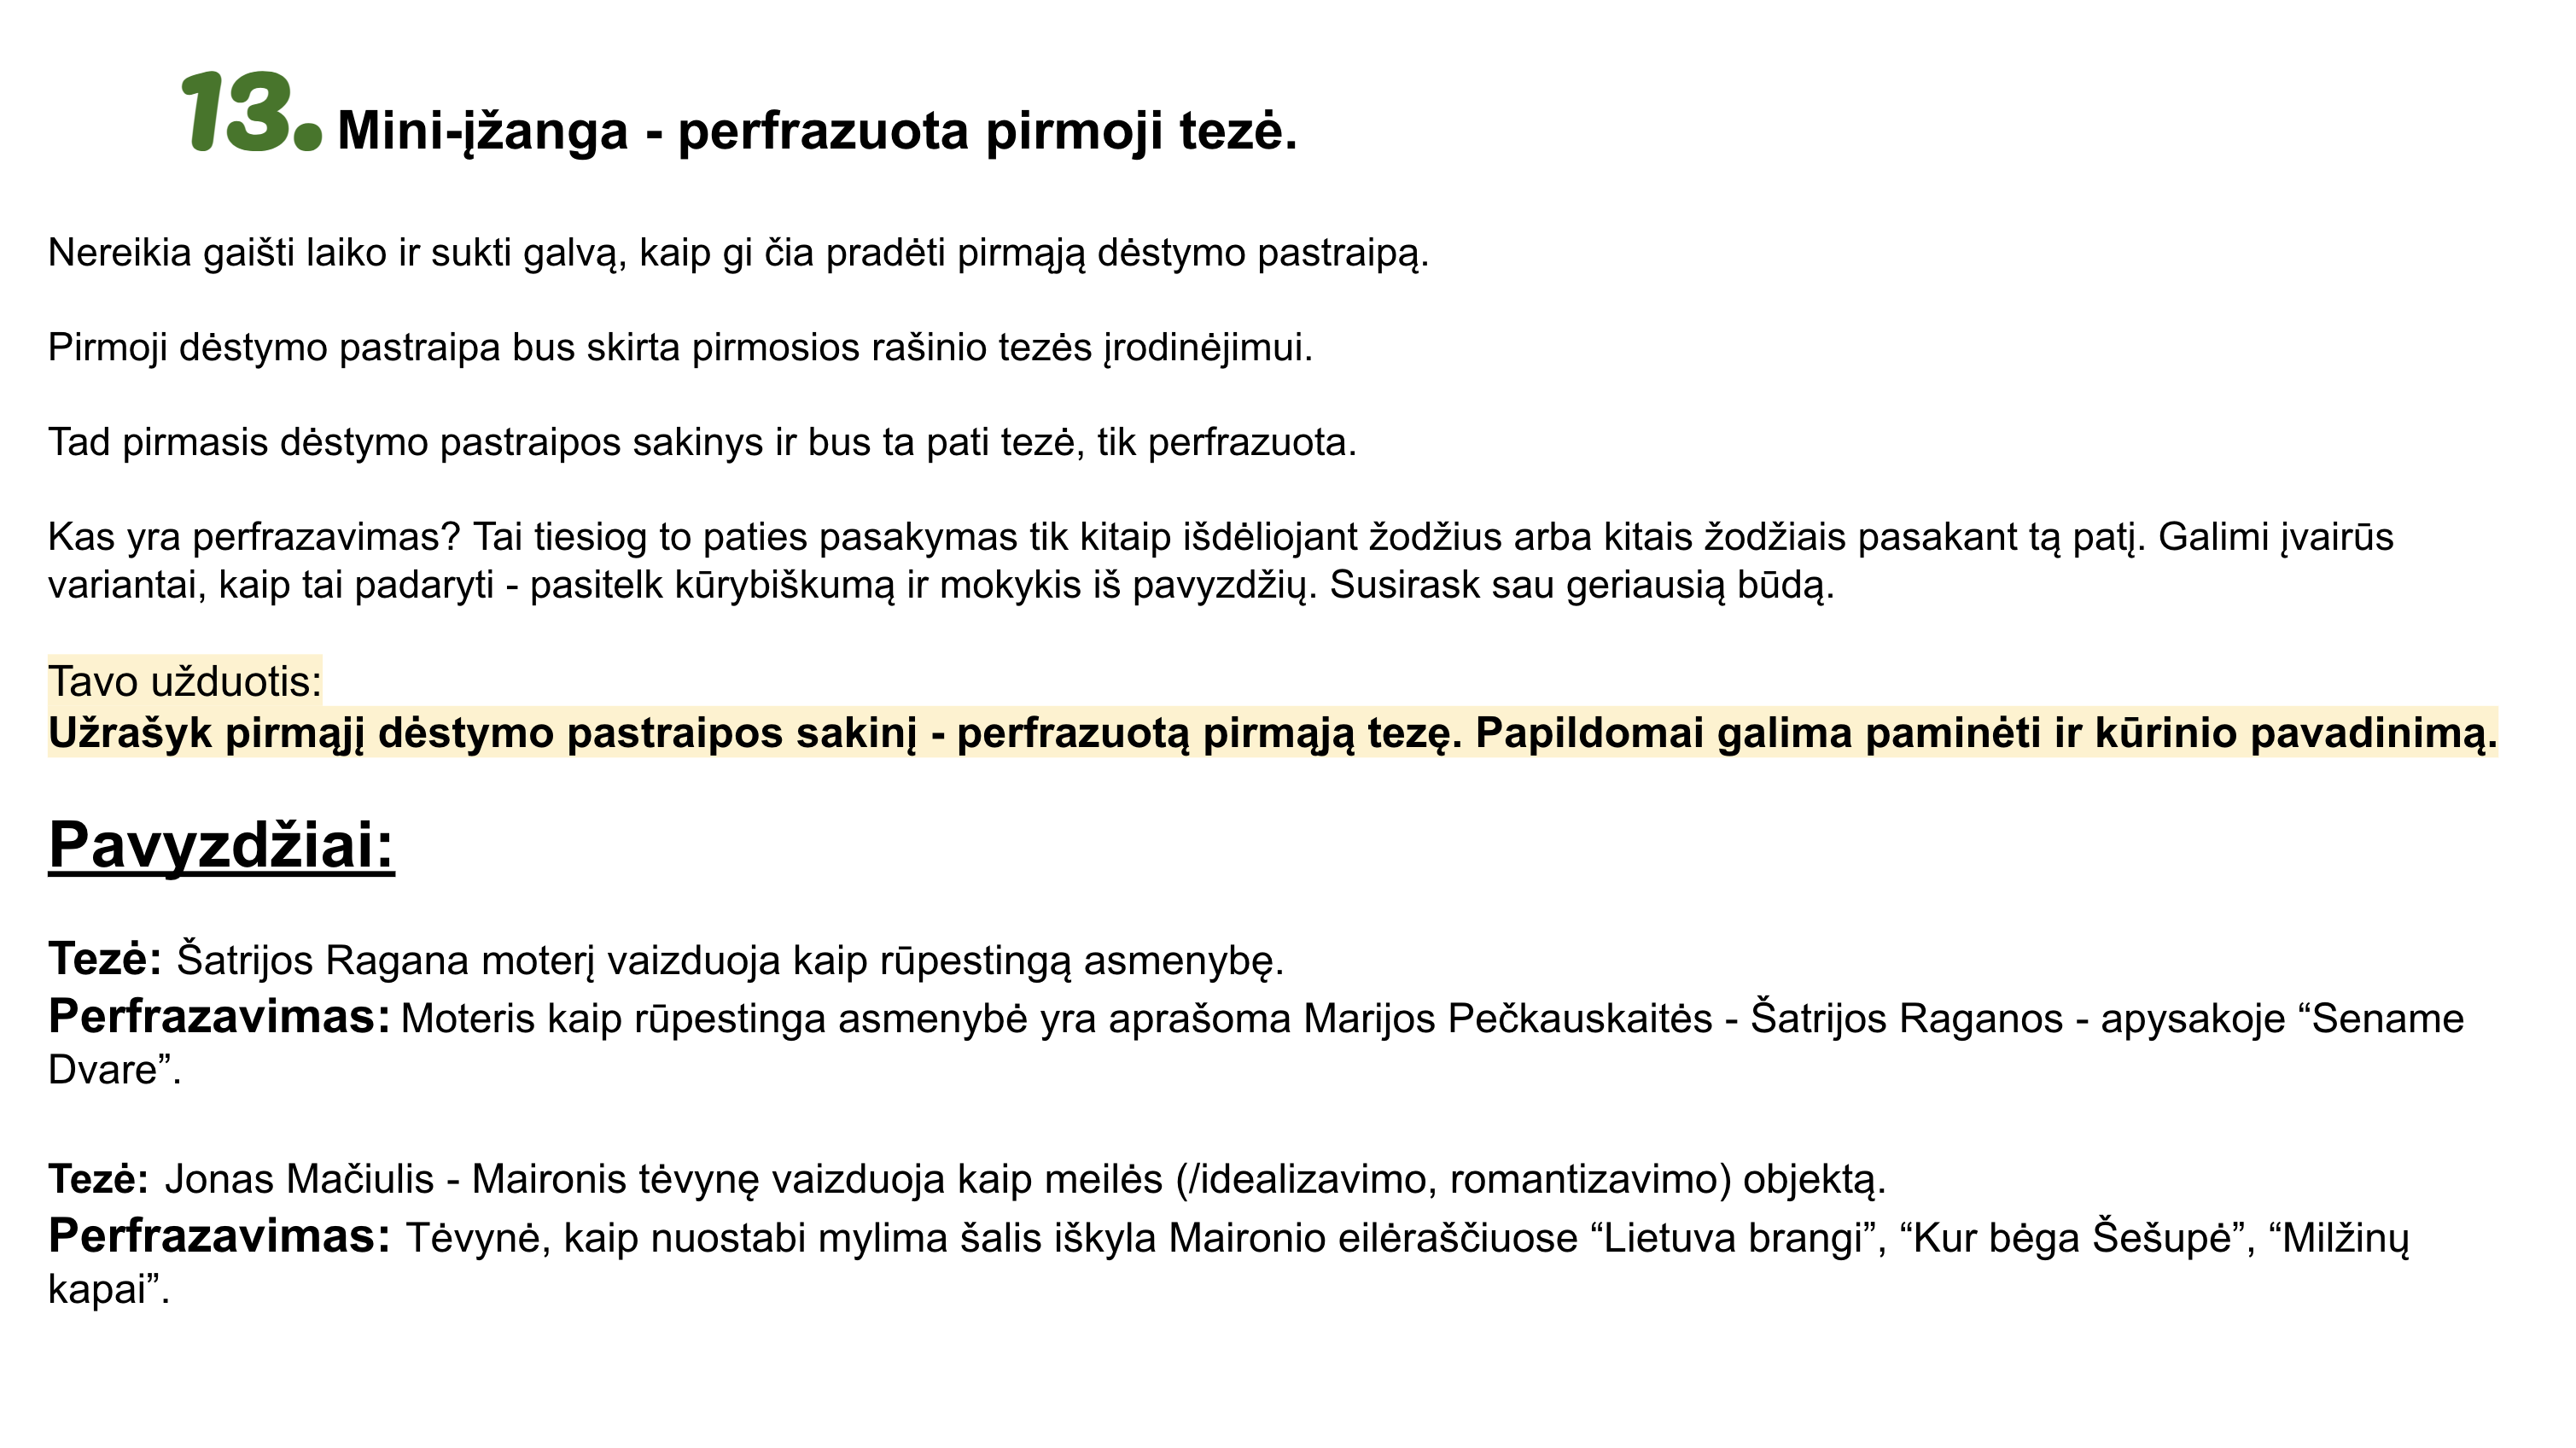 13. Mini-įžanga - perfrazuota pirmoji tezė.
Nereikia gaišti laiko ir sukti galvą, kaip gi čia pradėti pirmąją dėstymo pastraipą.
Pirmoji dėstymo pastraipa bus skirta pirmosios rašinio tezės įrodinėjimui.
Tad pirmasis dėstymo pastraipos sakinys ir bus ta pati tezė, tik perfrazuota.
Kas yra perfrazavimas? Tai tiesiog to paties pasakymas tik kitaip išdėliojant žodžius arba kitais žodžiais pasakant tą patį. Galimi įvairūs
variantai, kaip tai padaryti - pasitelk kūrybiškumą ir mokykis iš pavyzdžių. Susirask sau geriausią būdą.
Tavo užduotis:
Užrašyk pirmąjį dėstymo pastraipos sakinį - perfrazuotą pirmąją tezę. Papildomai galima paminėti ir kūrinio pavadinimą.
Pavyzdžiai:
Tezė: Šatrijos Ragana moterį vaizduoja kaip rūpestingą asmenybę.
Perfrazavimas: Moteris kaip rūpestinga asmenybė yra aprašoma Marijos Pečkauskaitės - Šatrijos Raganos - apysakoje “Sename
Dvare”.
Tezė: Jonas Mačiulis - Maironis tėvynę vaizduoja kaip meilės (/idealizavimo, romantizavimo) objektą.
Perfrazavimas: Tėvynė, kaip nuostabi mylima šalis iškyla Maironio eilėraščiuose “Lietuva brangi”, “Kur bėga Šešupė”, “Milžinų
kapai”.